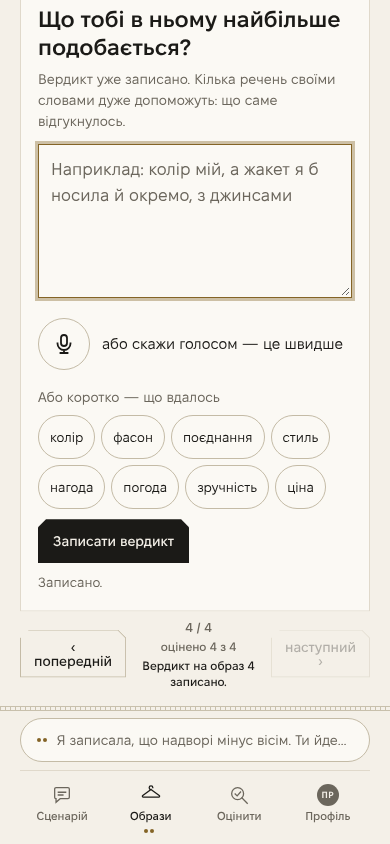 Що тобі в ньому найбільше
подобається?
Вердикт уже записано. Кілька речень своїми
словами дуже допоможуть: що саме
відгукнулось.
Наприклад: колір мій, а жакет я б
носила й окремо, з джинсами
або скажи голосом — це швидше
Або коротко — що вдалось
колір фасон поєднання стиль
нагода погода зручність ціна
Записати вердикт
Записано.
‹
попередній
4 / 4
оцінено 4 з 4
Вердикт на образ 4
записано.
наступний
›
Я записала, що надворі мінус вісім. Ти йде…
Сценарій Образи Оцінити ПР Профіль